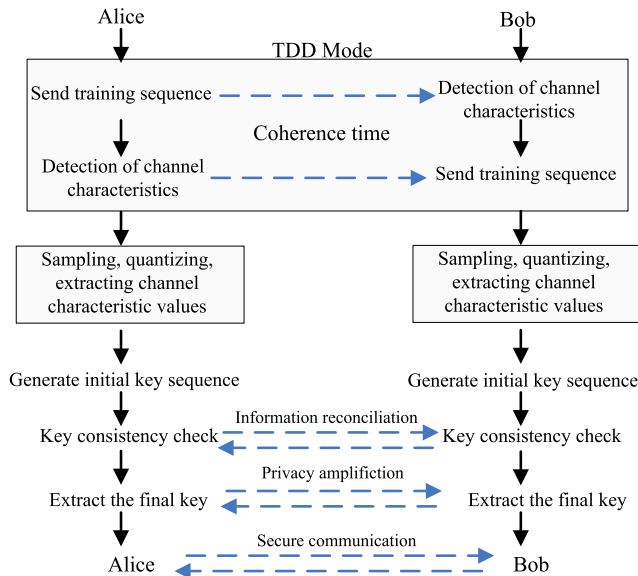 Alice
Bob
TDD Mode
Send training sequence
Detection of channel
characteristics
Coherence time
Detection of channel
characteristics
Send training sequence
Sampling, quantizing,
extracting channel
characteristic values
Sampling, quantizing,
extracting channel
characteristic values
Generate initial key sequence
Generate initial key sequence
Information reconciliation
Key consistency check
Key consistency check
Privacy amplifiction
Extract the final key
Extract the final key
Secure communication
Alice
Bob